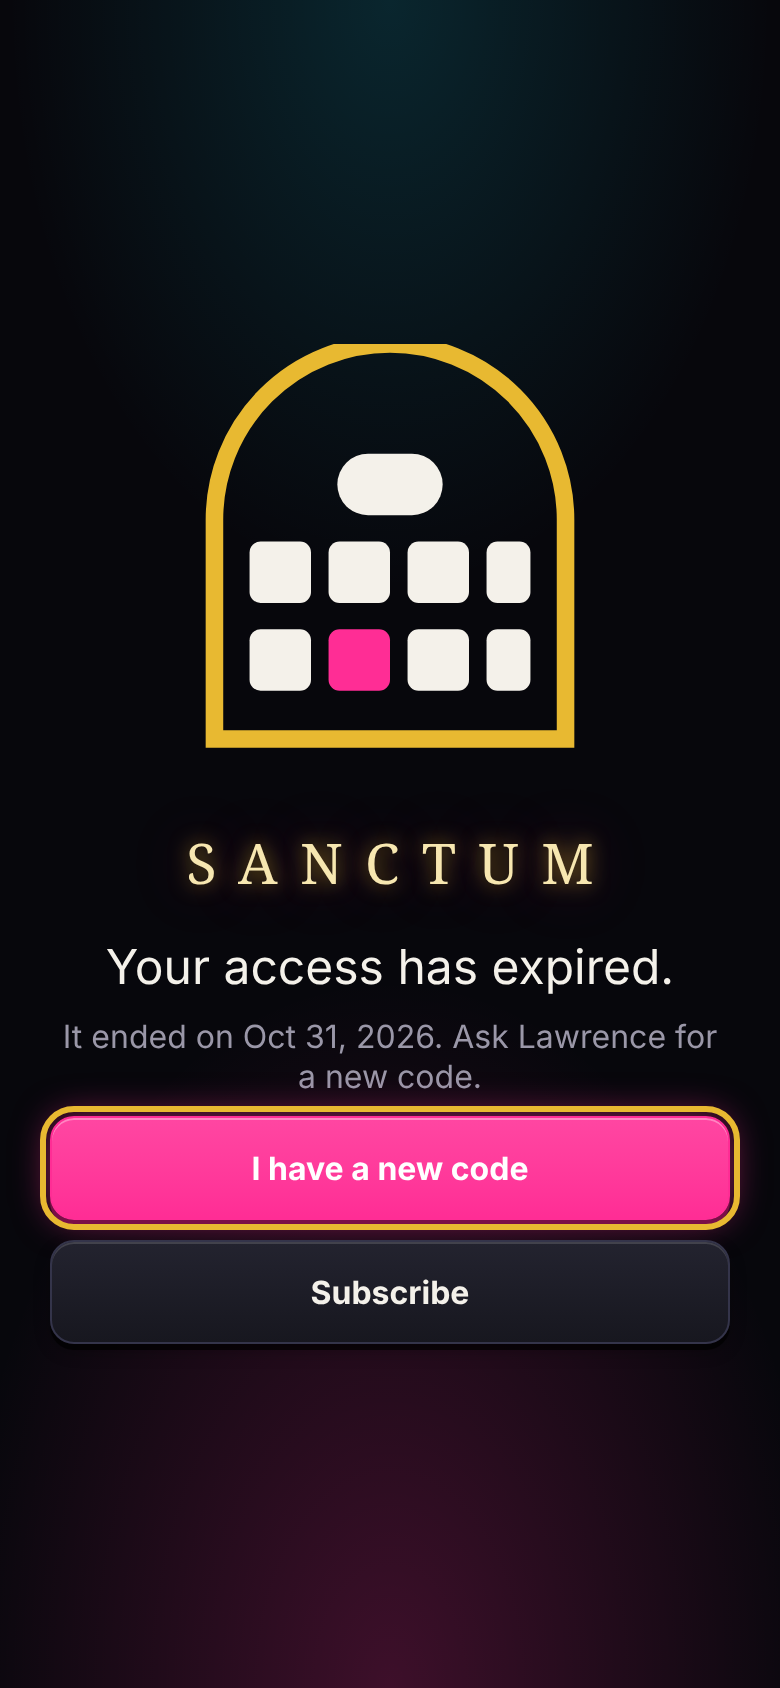 SANCTUM
Your access has expired.
It ended on Oct 31, 2026. Ask Lawrence for
a new code.
I have a new code
Subscribe